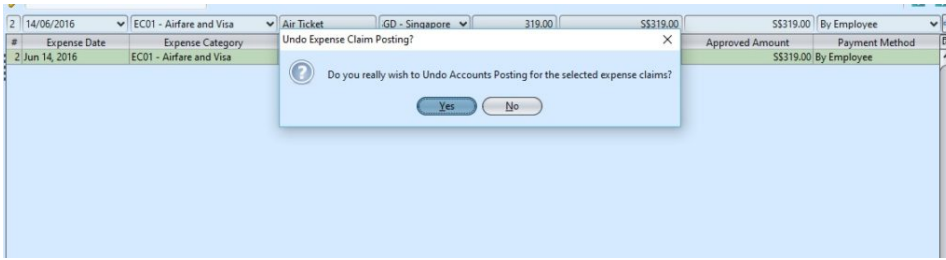 2 14/06/2016 EC01 - Airfare and Visa Air Ticket GD - Singapore 319.00 S$319.00 S$319.00 By Employee
# Expense Date Expense Category Undo Expense Claim Posting? Approved Amount Payment Method
2 Jun 14, 2016 EC01 - Airfare and Visa S$319.00 By Employee
Do you really wish to Undo Accounts Posting for the selected expense claims?
Yes No